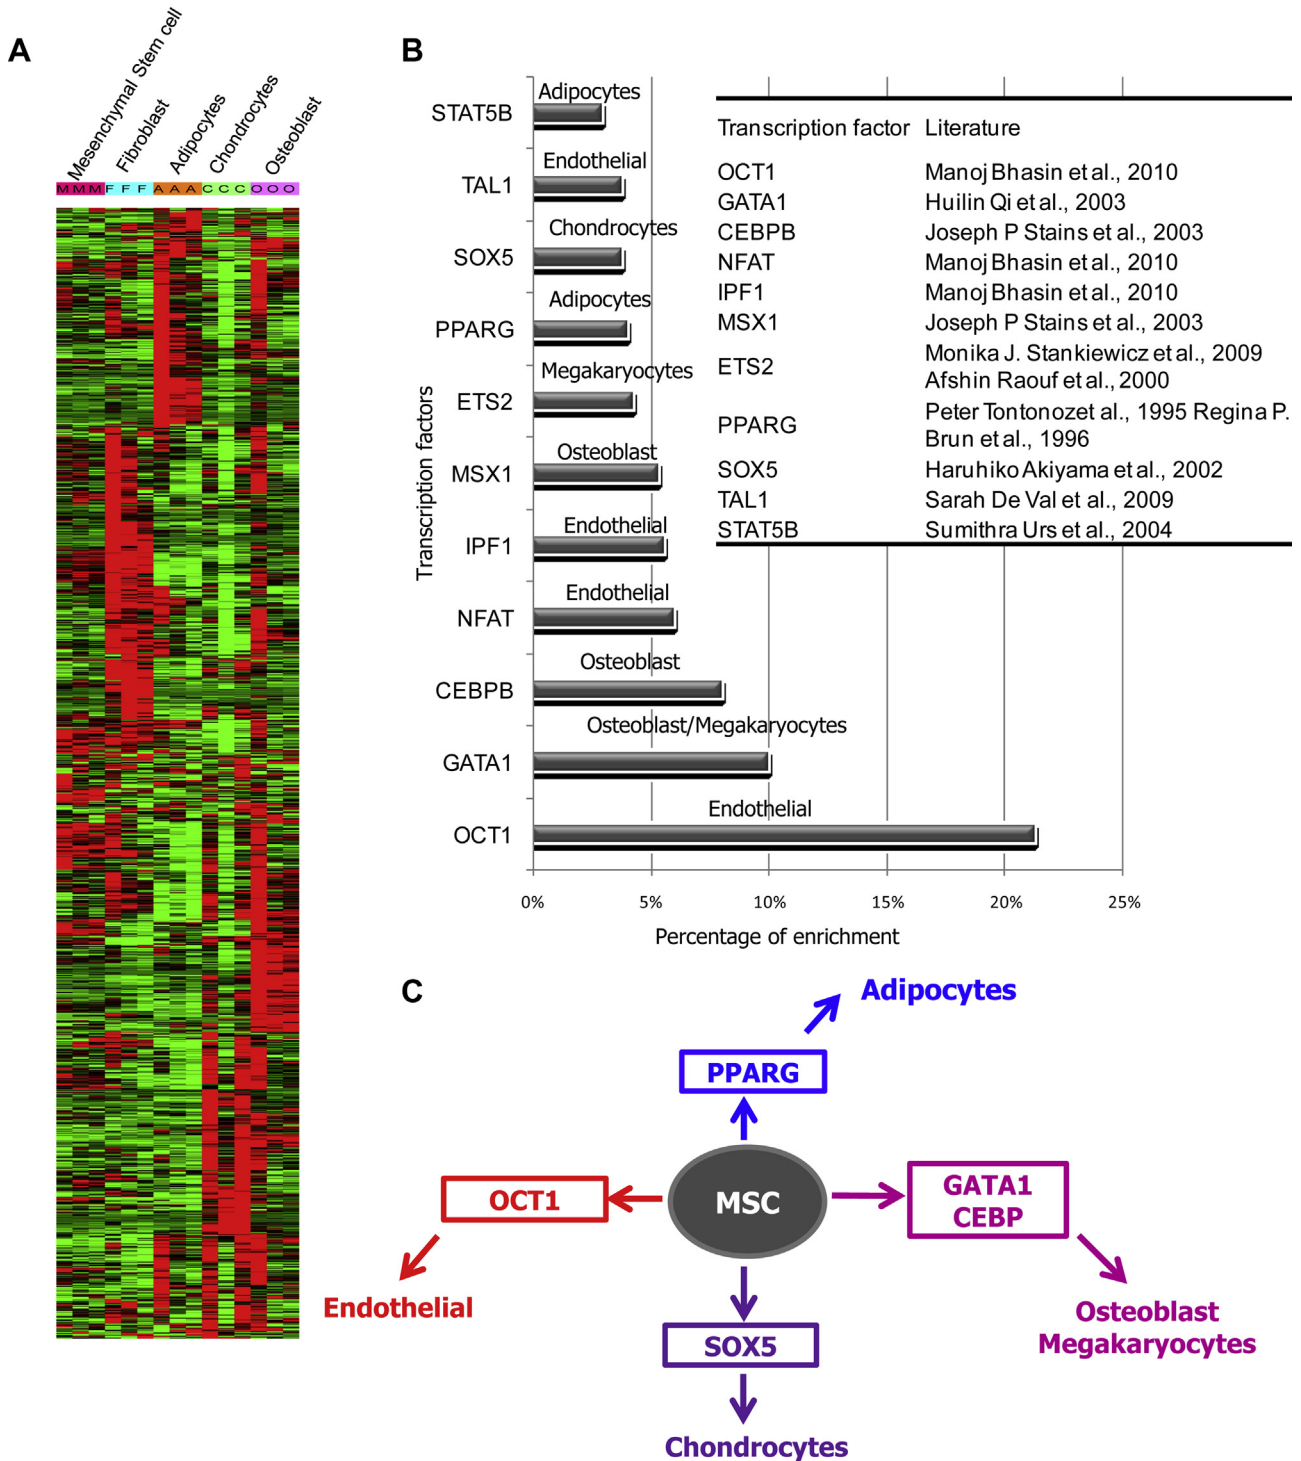 A
Mesenchymal Stem cell
Fibroblast
Adipocytes
Chondrocytes
Osteoblast
M M M F F F A A A C C C O O O
B
Transcription factors
STAT5B
Adipocytes
TAL1
Endothelial
SOX5
Chondrocytes
PPARG
Adipocytes
ETS2
Megakaryocytes
MSX1
Osteoblast
IPF1
Endothelial
NFAT
Endothelial
CEBPB
Osteoblast
GATA1
Osteoblast/Megakaryocytes
OCT1
Endothelial
0% 5% 10% 15% 20% 25%
Percentage of enrichment
Transcription factor Literature
OCT1 Manoj Bhasin et al., 2010
GATA1 Huilin Qi et al., 2003
CEBPB Joseph P Stains et al., 2003
NFAT Manoj Bhasin et al., 2010
IPF1 Manoj Bhasin et al., 2010
MSX1 Joseph P Stains et al., 2003
ETS2 Monika J. Stankiewicz et al., 2009
Afshin Raouf et al., 2000
PPARG Peter Tontonozet al., 1995 Regina P.
Brun et al., 1996
SOX5 Haruhiko Akiyama et al., 2002
TAL1 Sarah De Val et al., 2009
STAT5B Sumithra Urs et al., 2004
C
Adipocytes
PPARG
MSC
OCT1
Endothelial
GATA1
CEBP
Osteoblast
Megakaryocytes
SOX5
Chondrocytes